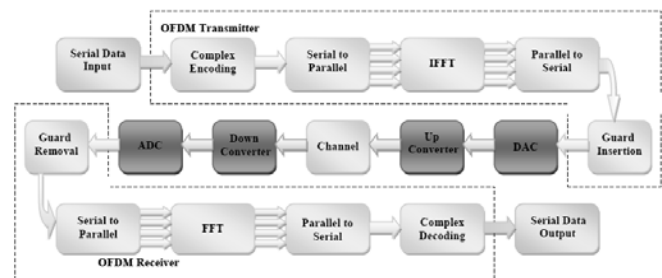 OFDM Transmitter
Serial Data
Input
Complex
Encoding
Serial to
Parallel
IFFT
Parallel to
Serial
Guard
Insertion
DAC
Up
Converter
Channel
Down
Converter
ADC
Guard
Removal
Serial to
Parallel
FFT
Parallel to
Serial
Complex
Decoding
Serial Data
Output
OFDM Receiver